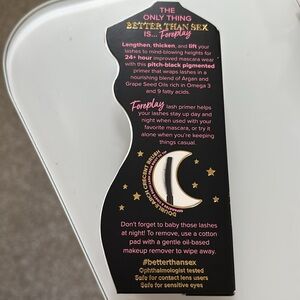 THE
ONLY THING
BETTER THAN SEX
IS... Foreplay
Lengthen, thicken, and lift your
lashes to mind-blowing heights for
24+ hour improved mascara wear
with this pitch-black pigmented
primer that wraps lashes in a
nourishing blend of Argan and
Grape Seed Oils rich in Omega 3
and 9 fatty acids.
Foreplay lash primer helps
your lashes stay up day and
night when used with your
favorite mascara, or try it
alone when you're keeping
things casual.
DOUBLE-ARCH CRESCENT BRUSH
Don't forget to baby those lashes
at night! To remove, use a cotton
pad with a gentle oil-based
makeup remover to wipe away.
#betterthansex
Ophthalmologist tested
Safe for contact lens users
Safe for sensitive eyes